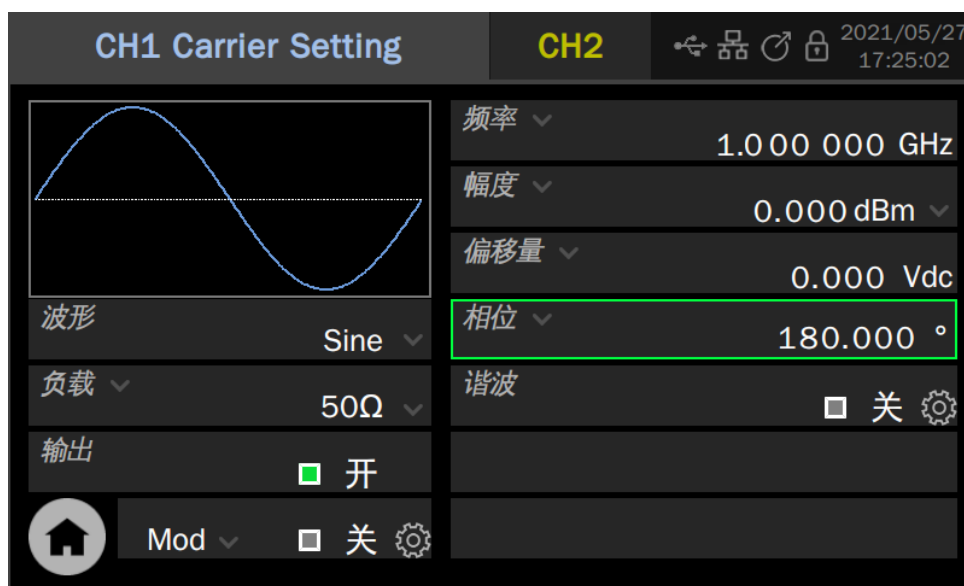 CH1 Carrier Setting
CH2
2021/05/27
17:25:02
频率
1.000 000 GHz
幅度
0.000 dBm
偏移量
0.000 Vdc
波形
Sine
相位
180.000 °
负载
50Ω
谐波
关
输出
开
Mod
关